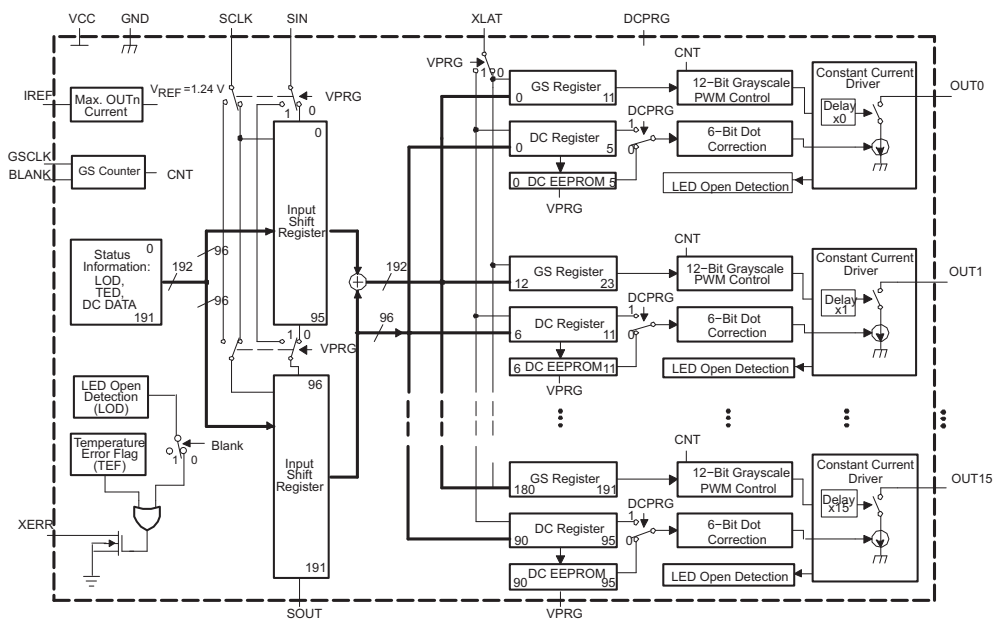 VCC GND SCLK SIN XLAT DCPRG
IREF
Max. OUTn
Current
VREF =1.24 V
VPRG
1 0
GSCLK
BLANK
GS Counter
CNT
0
Status
Information:
LOD,
TED,
DC DATA
191
192
96
96
0
Input
Shift
Register
95
1 0
VPRG
96
Input
Shift
Register
191
SOUT
LED Open
Detection
(LOD)
Temperature
Error Flag
(TEF)
Blank
1 0
XERR
192
96
VPRG
1 0
GS Register
0 11
CNT
12−Bit Grayscale
PWM Control
Constant Current
Driver
Delay
x0
OUT0
DC Register
0 5
DCPRG
1
0
6−Bit Dot
Correction
0 DC EEPROM 5
VPRG
LED Open Detection
GS Register
12 23
CNT
12−Bit Grayscale
PWM Control
Constant Current
Driver
Delay
x1
OUT1
DC Register
6 11
DCPRG
1
0
6−Bit Dot
Correction
6 DC EEPROM 11
VPRG
LED Open Detection
GS Register
180 191
CNT
12−Bit Grayscale
PWM Control
Constant Current
Driver
Delay
x15
OUT15
DC Register
90 95
DCPRG
1
0
6−Bit Dot
Correction
DC EEPROM
90 95
VPRG
LED Open Detection